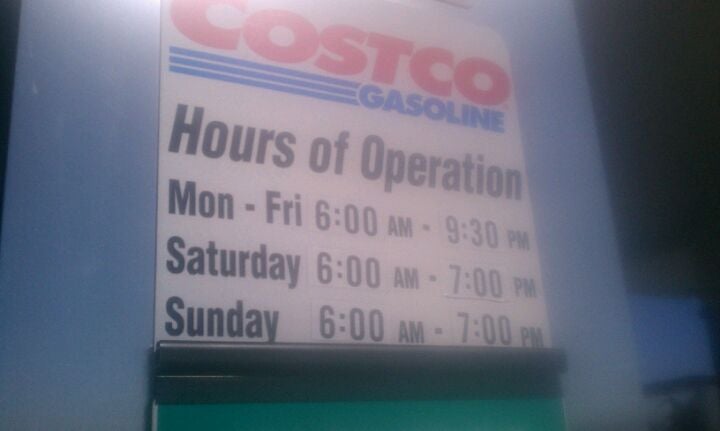 COSTCO
GASOLINE
Hours of Operation
Mon - Fri 6:00 AM - 9:30 PM
Saturday 6:00 AM - 7:00 PM
Sunday 6:00 AM - 7:00 PM